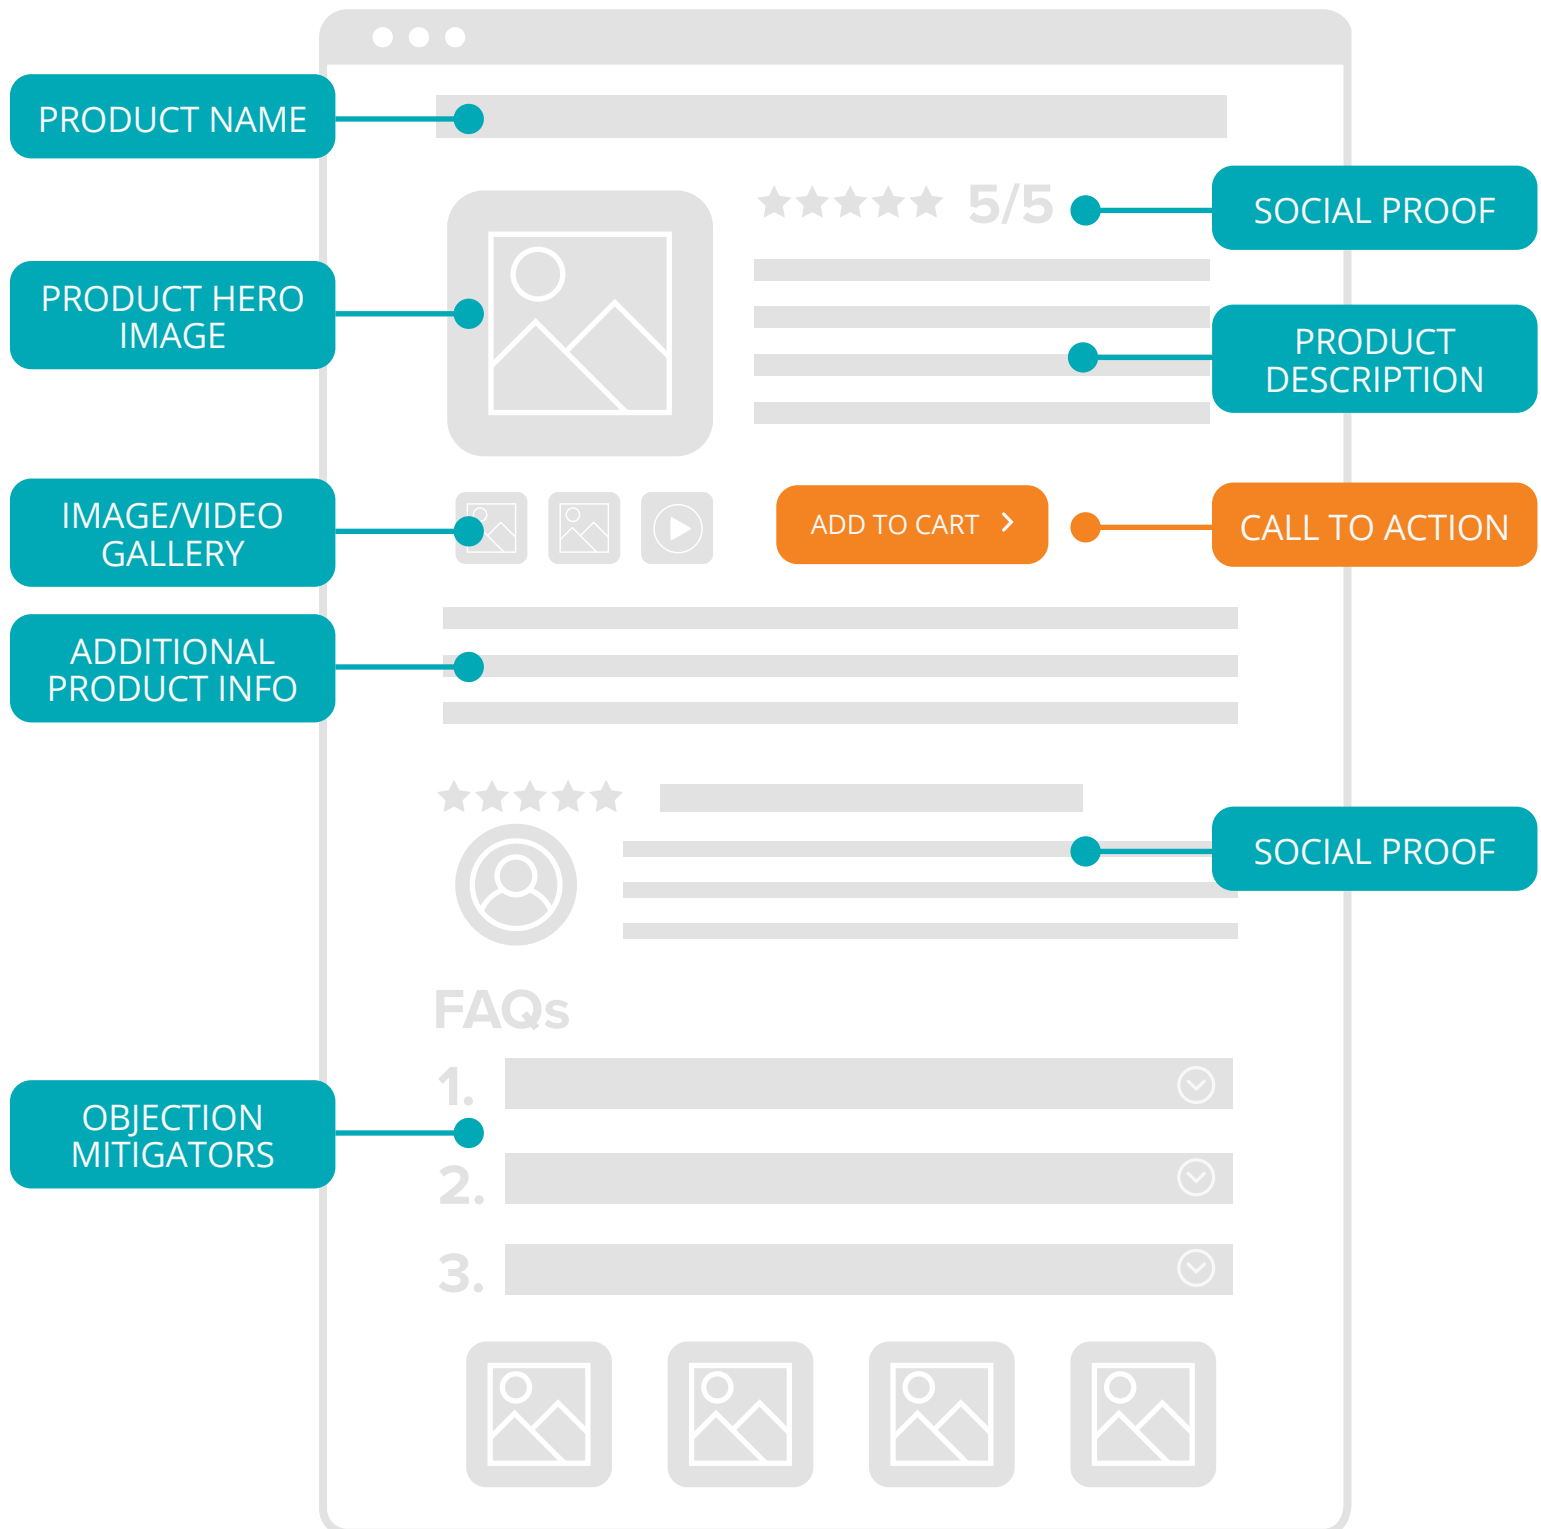 PRODUCT NAME
5/5
SOCIAL PROOF
PRODUCT HERO
IMAGE
PRODUCT
DESCRIPTION
IMAGE/VIDEO
GALLERY
ADD TO CART
CALL TO ACTION
ADDITIONAL
PRODUCT INFO
SOCIAL PROOF
FAQs
1.
OBJECTION
MITIGATORS
2.
3.